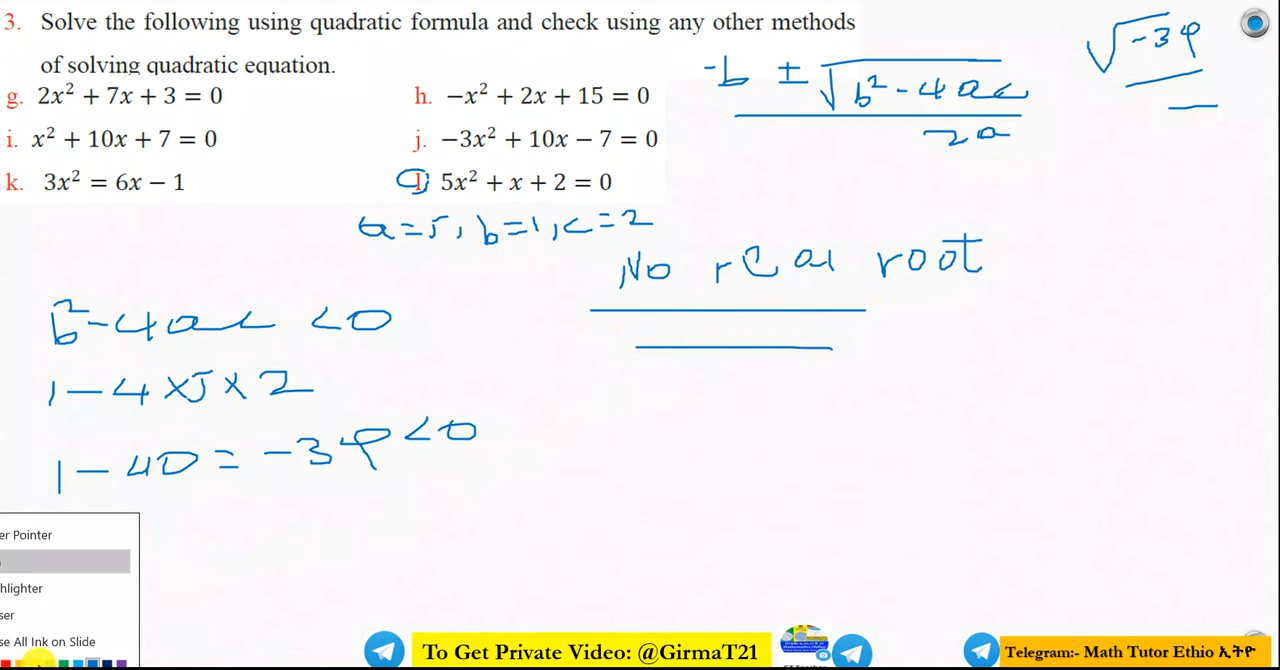 3. Solve the following using quadratic formula and check using any other methods
of solving quadratic equation.
g. 2x² + 7x + 3 = 0
h. −x² + 2x + 15 = 0
i. x² + 10x + 7 = 0
j. −3x² + 10x − 7 = 0
k. 3x² = 6x − 1
l) 5x² + x + 2 = 0
-b ± √(b² - 4ac)
2a
√-39
a = 5, b = 1, c = 2
No real root
b² - 4ac < 0
1 - 4 × 5 × 2
1 - 40 = -39 < 0
er Pointer
hlighter
ser
se All Ink on Slide
To Get Private Video: @GirmaT21
Telegram:- Math Tutor Ethio ኢትዮ